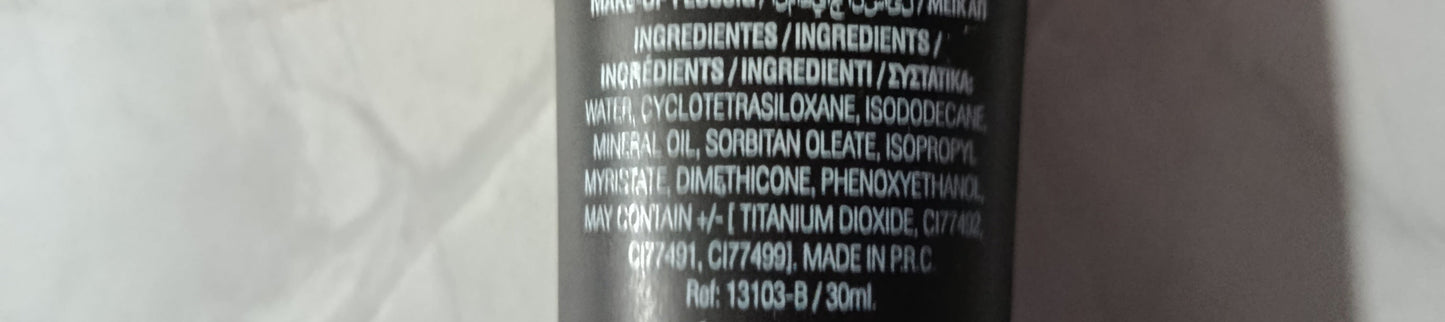 INGREDIENTES / INGREDIENTS /
INGRÉDIENTS / INGREDIENTI / ΣΥΣΤΑΤΙΚΑ:
WATER, CYCLOTETRASILOXANE, ISODODECANE,
MINERAL OIL, SORBITAN OLEATE, ISOPROPYL
MYRISTATE, DIMETHICONE, PHENOXYETHANOL,
MAY CONTAIN +/- [ TITANIUM DIOXIDE, CI77492,
CI77491, CI77499]. MADE IN P.R.C.
Ref: 13103-B / 30ml.